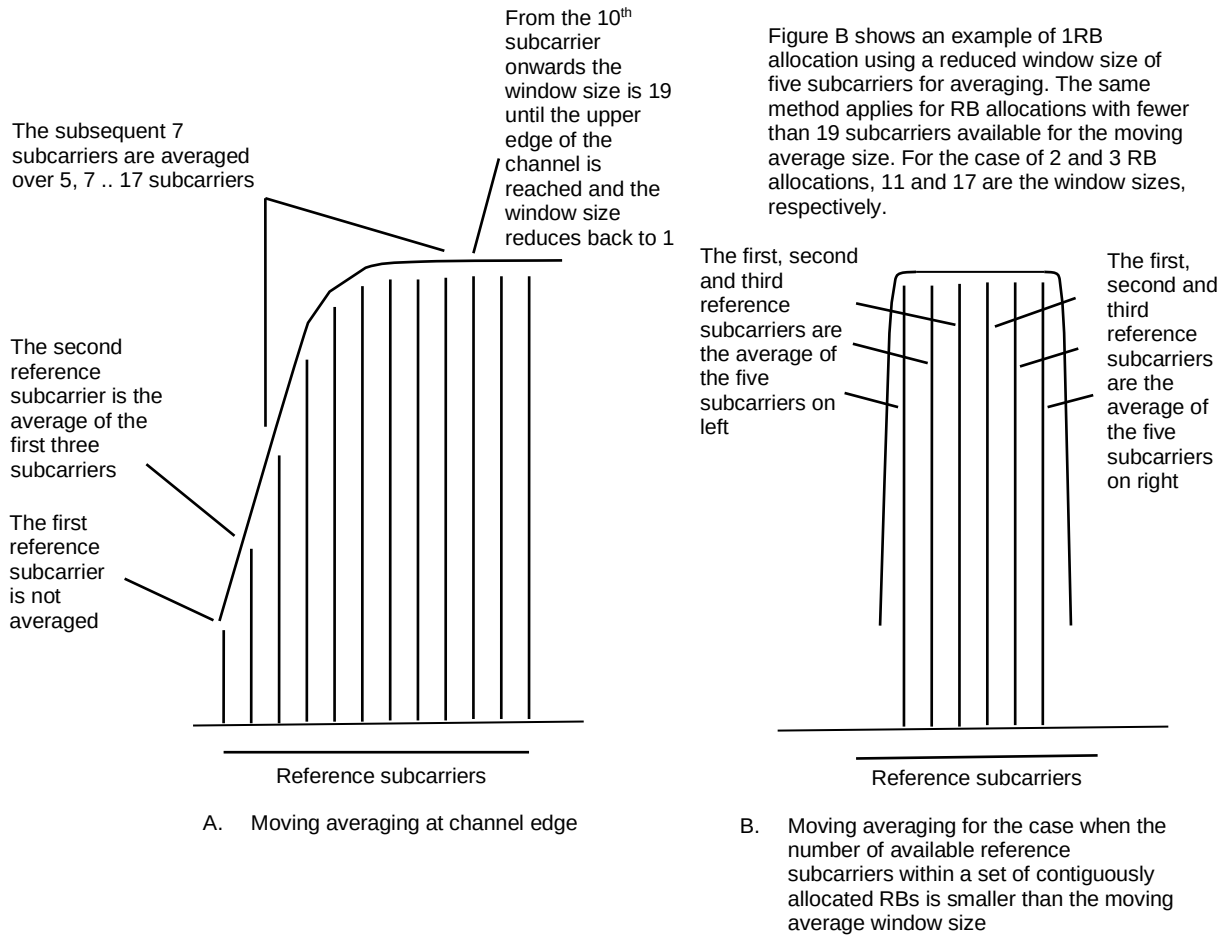 From the 10th
subcarrier
onwards the
window size is 19
until the upper
edge of the
channel is
reached and the
window size
reduces back to 1
The subsequent 7
subcarriers are averaged
over 5, 7 .. 17 subcarriers
The second
reference
subcarrier is the
average of the
first three
subcarriers
The first
reference
subcarrier
is not
averaged
Reference subcarriers
A. Moving averaging at channel edge
Figure B shows an example of 1RB
allocation using a reduced window size of
five subcarriers for averaging. The same
method applies for RB allocations with fewer
than 19 subcarriers available for the moving
average size. For the case of 2 and 3 RB
allocations, 11 and 17 are the window sizes,
respectively.
The first, second
and third
reference
subcarriers are
the average of
the five
subcarriers on
left
The first,
second and
third
reference
subcarriers
are the
average of
the five
subcarriers
on right
Reference subcarriers
B. Moving averaging for the case when the
number of available reference
subcarriers within a set of contiguously
allocated RBs is smaller than the moving
average window size